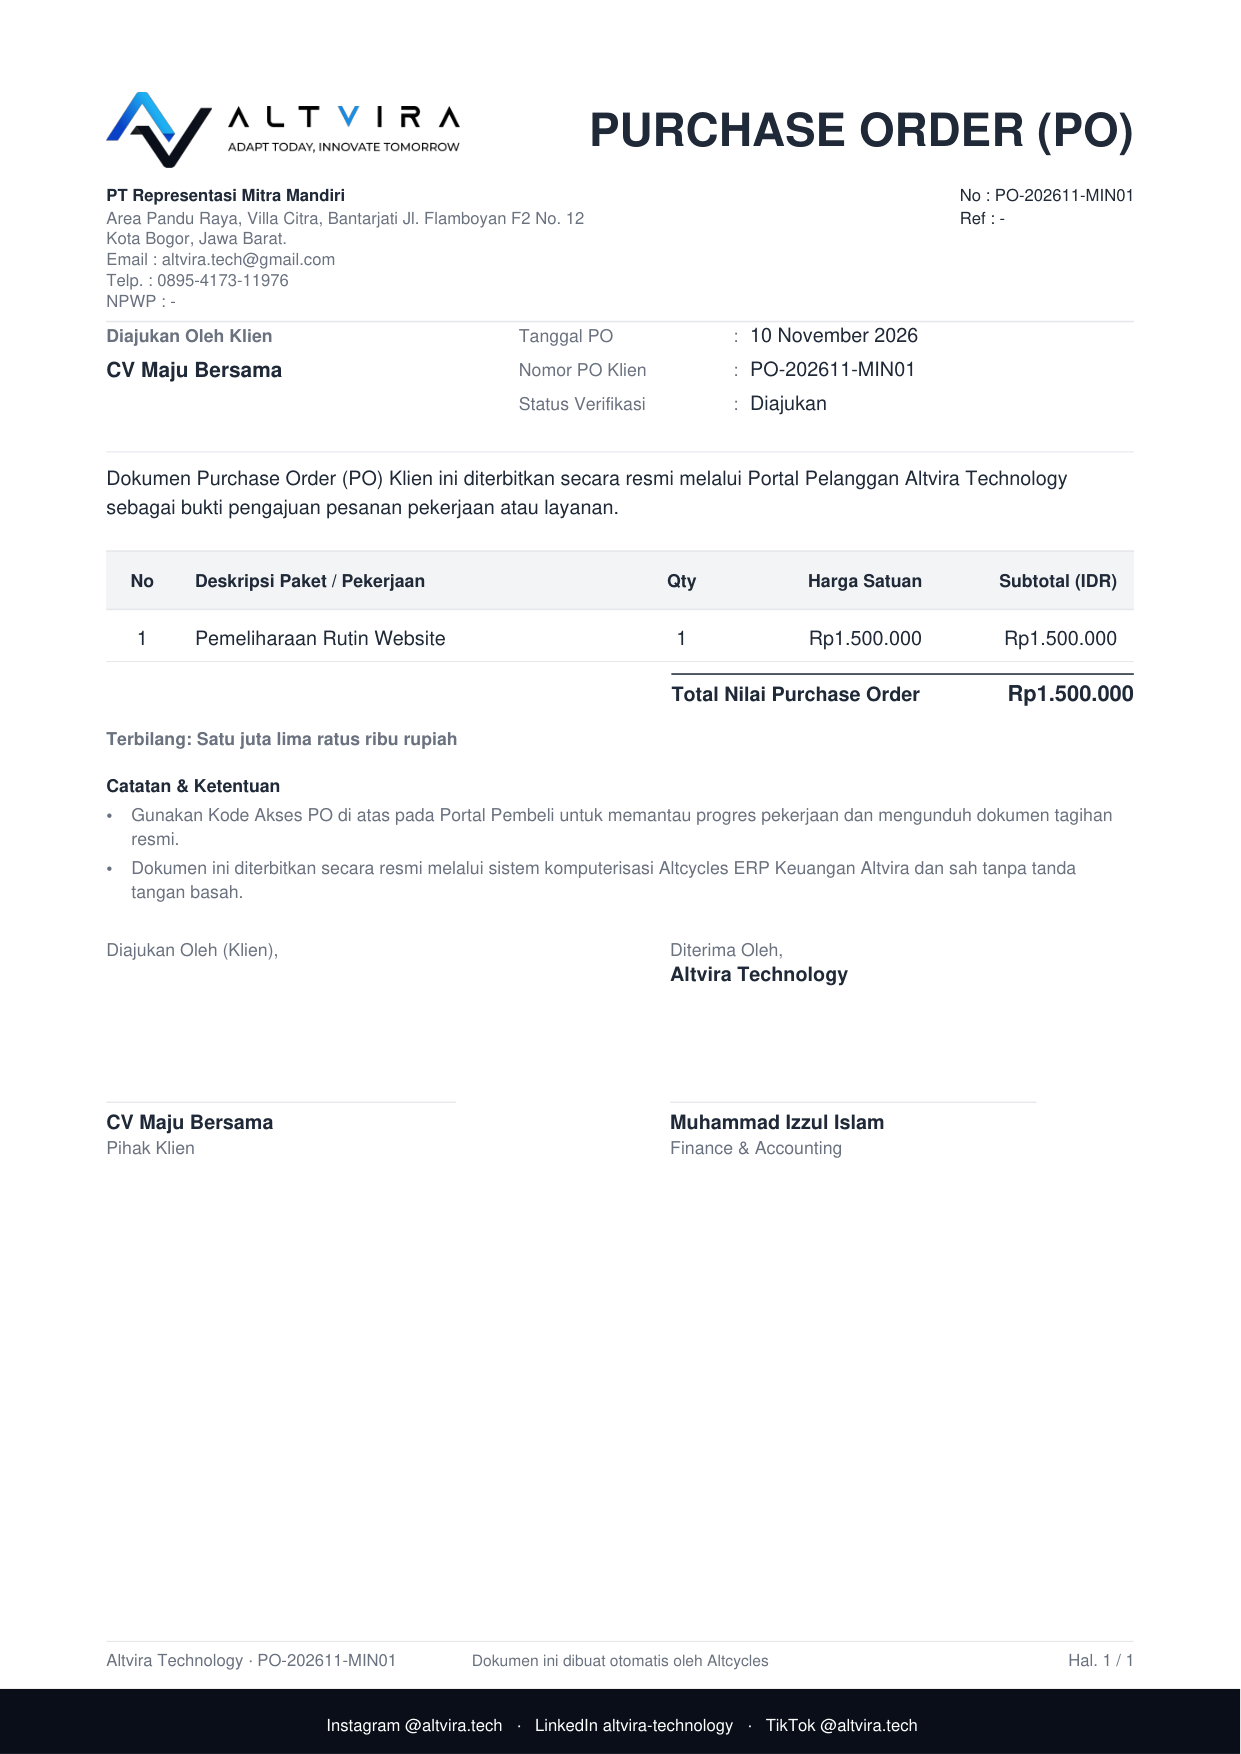 ALTVIRA
ADAPT TODAY, INNOVATE TOMORROW
PURCHASE ORDER (PO)
PT Representasi Mitra Mandiri
Area Pandu Raya, Villa Citra, Bantarjati Jl. Flamboyan F2 No. 12
Kota Bogor, Jawa Barat.
Email : altvira.tech@gmail.com
Telp. : 0895-4173-11976
NPWP : -
No : PO-202611-MIN01
Ref : -
Diajukan Oleh Klien
CV Maju Bersama
Tanggal PO : 10 November 2026
Nomor PO Klien : PO-202611-MIN01
Status Verifikasi : Diajukan
Dokumen Purchase Order (PO) Klien ini diterbitkan secara resmi melalui Portal Pelanggan Altvira Technology
sebagai bukti pengajuan pesanan pekerjaan atau layanan.
No Deskripsi Paket / Pekerjaan Qty Harga Satuan Subtotal (IDR)
1 Pemeliharaan Rutin Website 1 Rp1.500.000 Rp1.500.000
Total Nilai Purchase Order Rp1.500.000
Terbilang: Satu juta lima ratus ribu rupiah
Catatan & Ketentuan
• Gunakan Kode Akses PO di atas pada Portal Pembeli untuk memantau progres pekerjaan dan mengunduh dokumen tagihan
resmi.
• Dokumen ini diterbitkan secara resmi melalui sistem komputerisasi Altcycles ERP Keuangan Altvira dan sah tanpa tanda
tangan basah.
Diajukan Oleh (Klien),
Diterima Oleh,
Altvira Technology
CV Maju Bersama
Pihak Klien
Muhammad Izzul Islam
Finance & Accounting
Altvira Technology · PO-202611-MIN01 Dokumen ini dibuat otomatis oleh Altcycles Hal. 1 / 1
Instagram @altvira.tech · LinkedIn altvira-technology · TikTok @altvira.tech